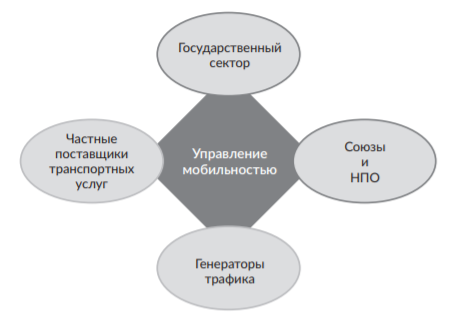 Государственный
сектор
Частные
поставщики
транспортных
услуг
Управление
мобильностью
Союзы
и
НПО
Генераторы
трафика